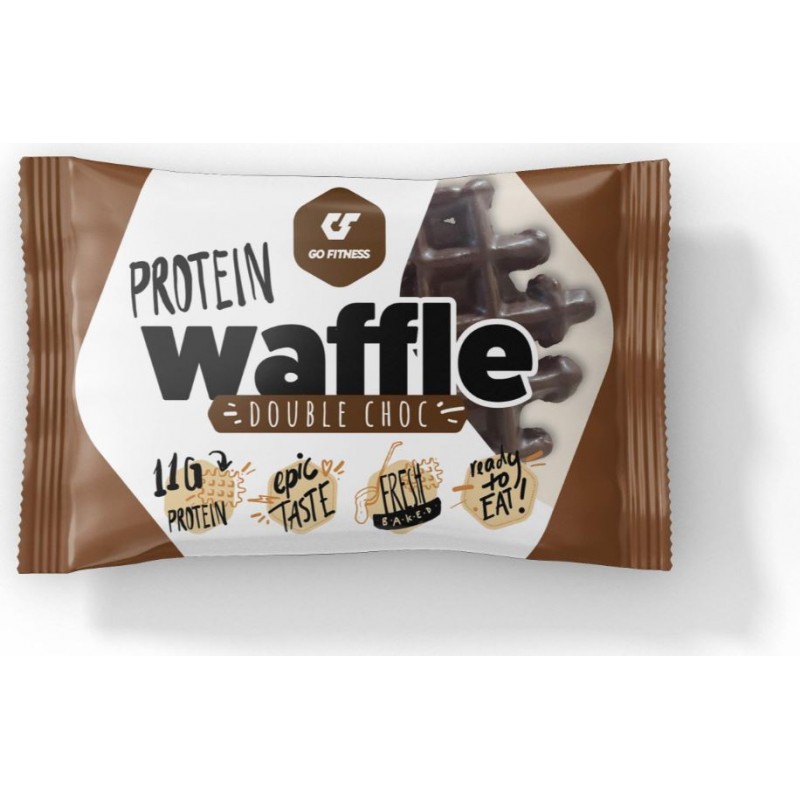 GO FITNESS
PROTEIN
waffle
DOUBLE CHOC
11G
PROTEIN
epic
TASTE
FRESH
BAKED
ready
to
EAT!